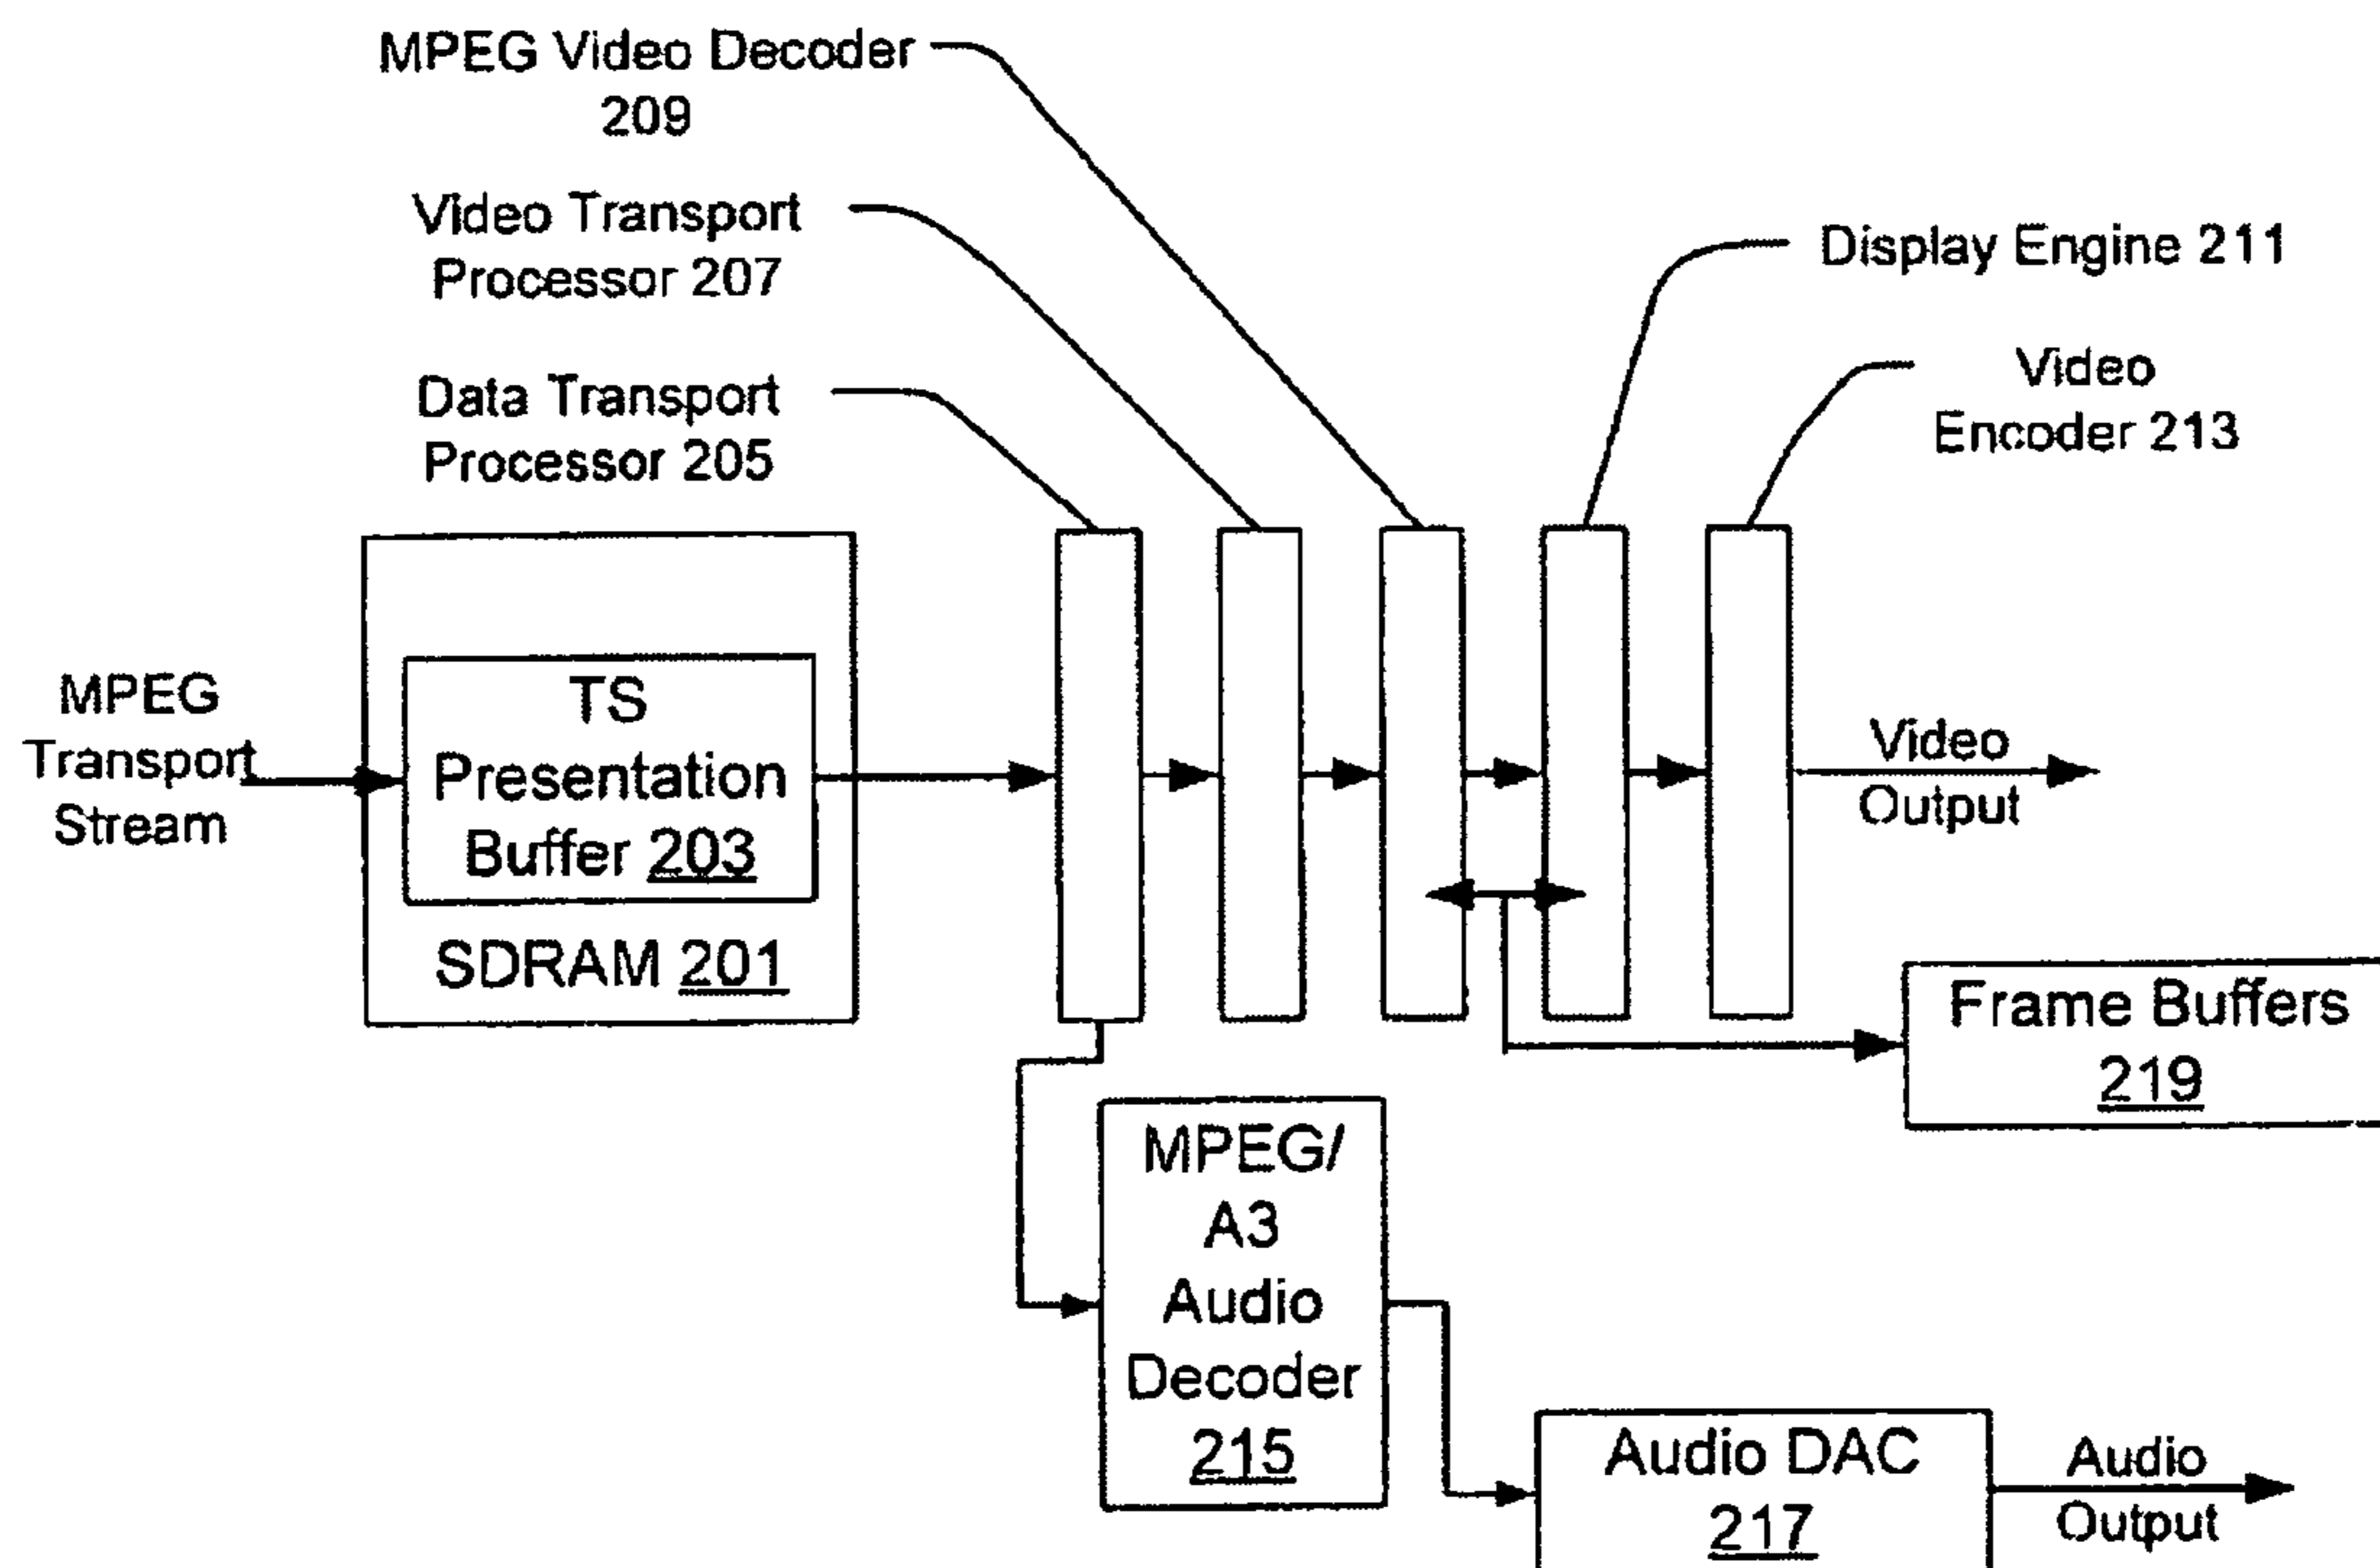 MPEG Video Decoder
209
Video Transport
Processor 207
Data Transport
Processor 205
Display Engine 211
Video
Encoder 213
MPEG
Transport
Stream
TS
Presentation
Buffer 203
SDRAM 201
Video
Output
Frame Buffers
219
MPEG/
A3
Audio
Decoder
215
Audio DAC
217
Audio
Output